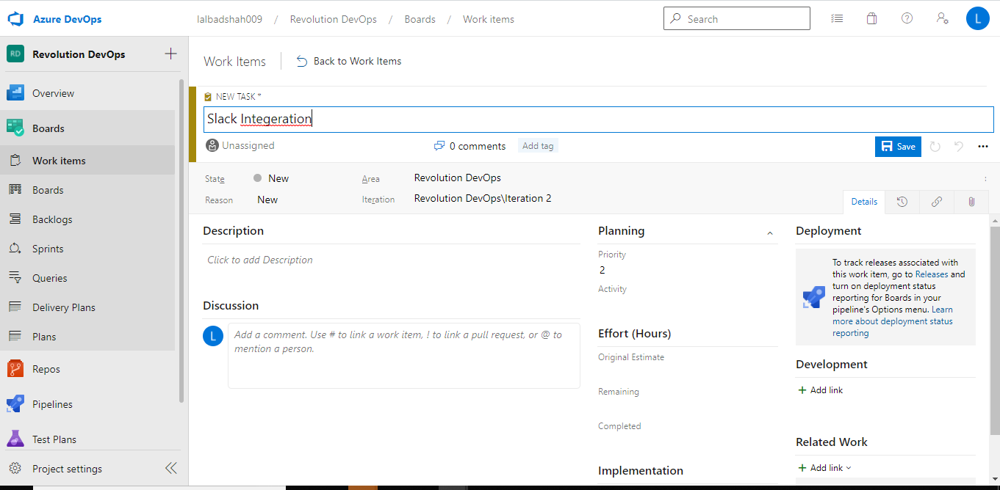 Azure DevOps
lalbadshah009 / Revolution DevOps / Boards / Work items
Search
L
RD Revolution DevOps
Overview
Boards
Work items
Boards
Backlogs
Sprints
Queries
Delivery Plans
Plans
Repos
Pipelines
Test Plans
Project settings
Work Items
Back to Work Items
NEW TASK *
Slack Integeration
Unassigned
0 comments
Add tag
Save
State
New
Area
Revolution DevOps
Reason
New
Iteration
Revolution DevOps\Iteration 2
Details
Description
Click to add Description
Discussion
L
Add a comment. Use # to link a work item, ! to link a pull request, or @ to
mention a person.
Planning
Priority
2
Activity
Effort (Hours)
Original Estimate
Remaining
Completed
Implementation
Deployment
To track releases associated with
this work item, go to Releases and
turn on deployment status
reporting for Boards in your
pipeline's Options menu. Learn
more about deployment status
reporting
Development
+ Add link
Related Work
+ Add link